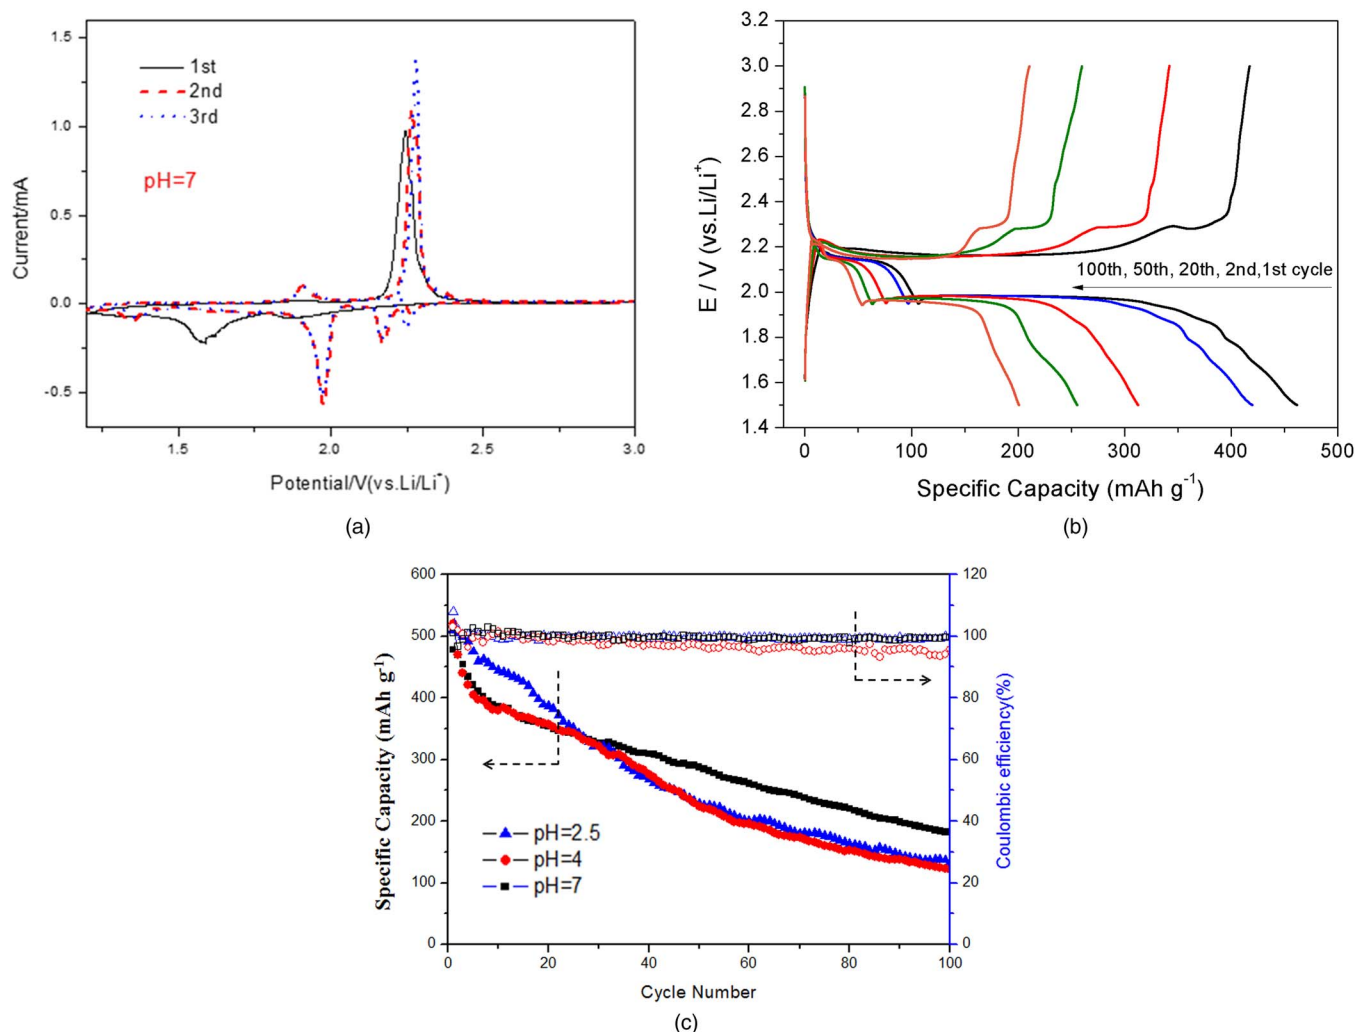 1.5
1.0
0.5
0.0
-0.5
Current/mA
1st
2nd
3rd
pH=7
1.5
2.0
2.5
3.0
Potential/V(vs.Li/Li⁺)
(a)
3.2
3.0
2.8
2.6
2.4
2.2
2.0
1.8
1.6
1.4
E / V (vs.Li/Li⁺)
100th, 50th, 20th, 2nd,1st cycle
0
100
200
300
400
500
Specific Capacity (mAh g⁻¹)
(b)
600
500
400
300
200
100
0
Specific Capacity (mAh g⁻¹)
pH=2.5
pH=4
pH=7
120
100
80
60
40
20
0
Coulombic efficiency(%)
0
20
40
60
80
100
Cycle Number
(c)